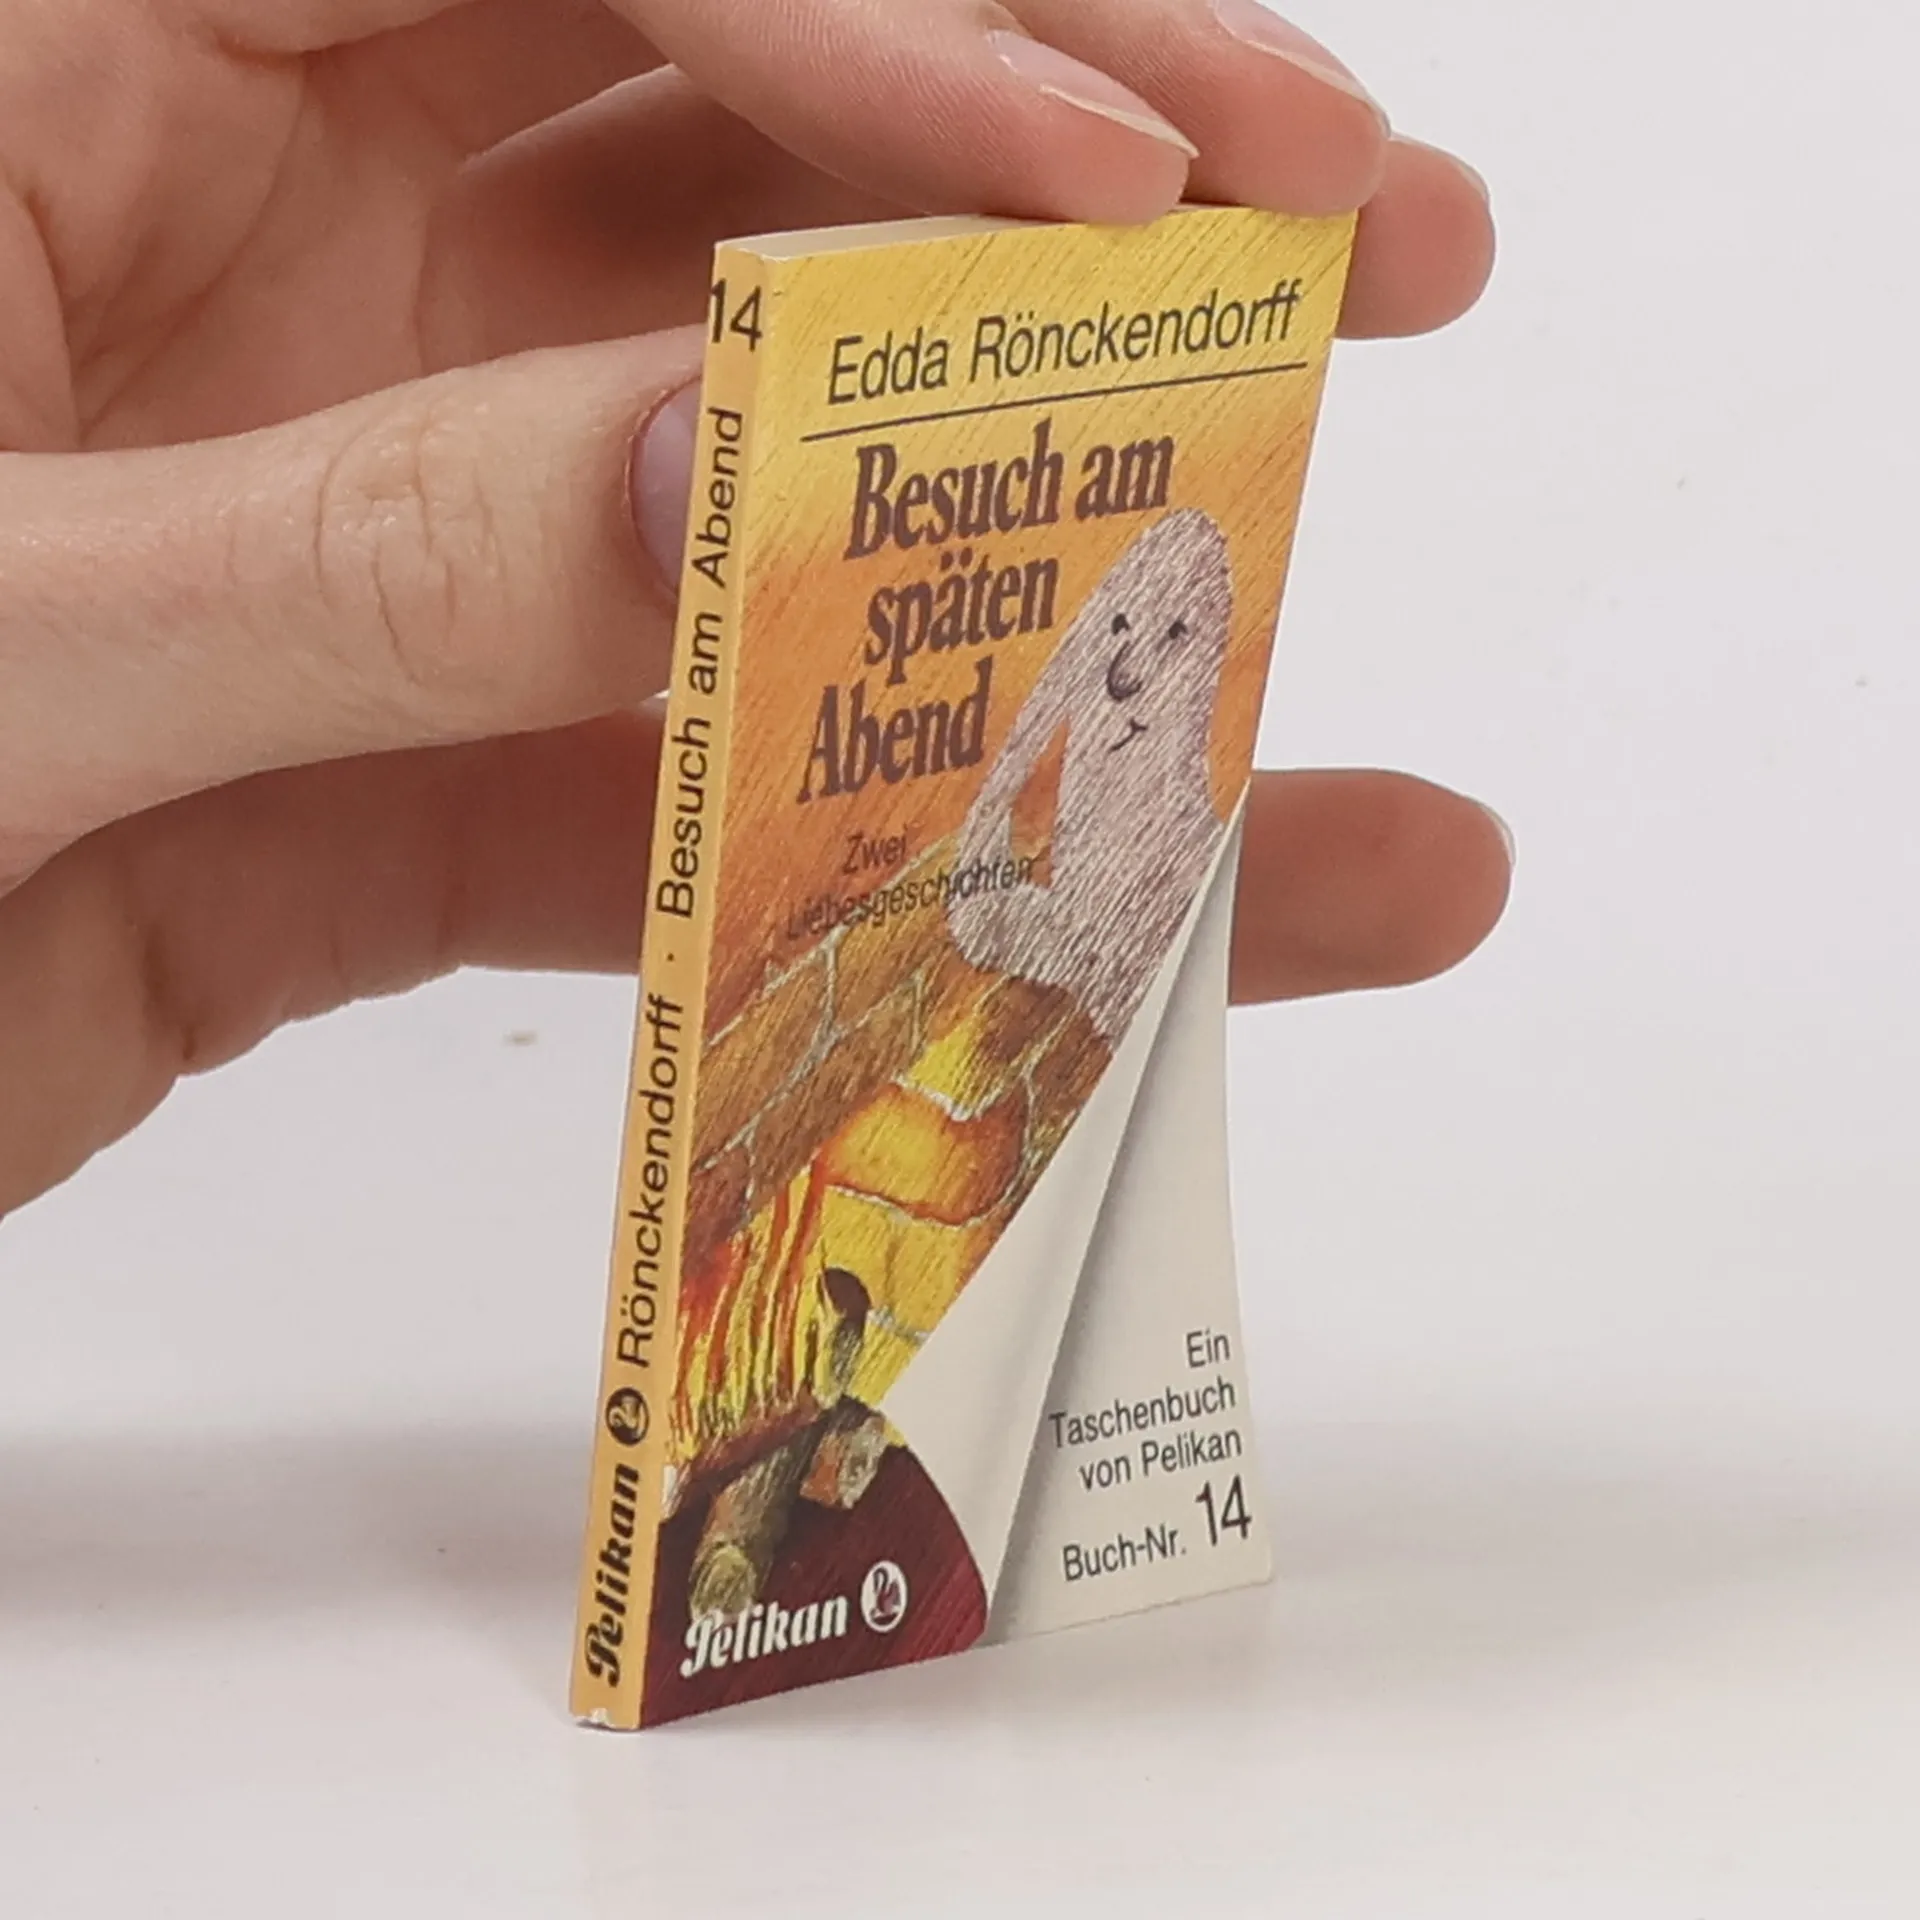 14
Besuch am Abend
·
Rönckendorff
Pelikan
Edda Rönckendorff
Besuch am
späten
Abend
Zwei
Liebesgeschichten
Ein
Taschenbuch
von Pelikan
Buch-Nr. 14
Pelikan